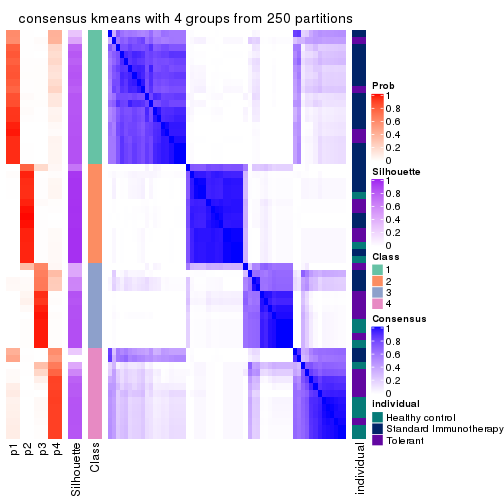 consensus kmeans with 4 groups from 250 partitions
Prob
1
0.8
0.6
0.4
0.2
0
Silhouette
1
0.8
0.6
0.4
0.2
0
Class
1
2
3
4
Consensus
1
0.8
0.6
0.4
0.2
0
individual
Healthy control
Standard Immunotherapy
Tolerant
p1
p2
p3
p4
Silhouette
Class
individual